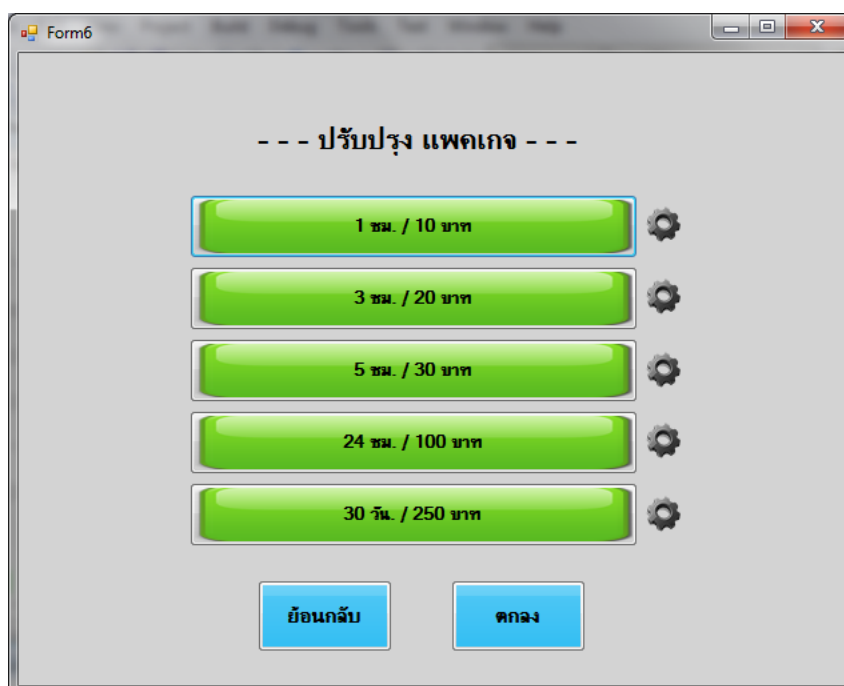 Form6
- - - ปรับปรุง แพคเกจ - - -
1 ชม. / 10 บาท
3 ชม. / 20 บาท
5 ชม. / 30 บาท
24 ชม. / 100 บาท
30 วัน. / 250 บาท
ย้อนกลับ
ตกลง